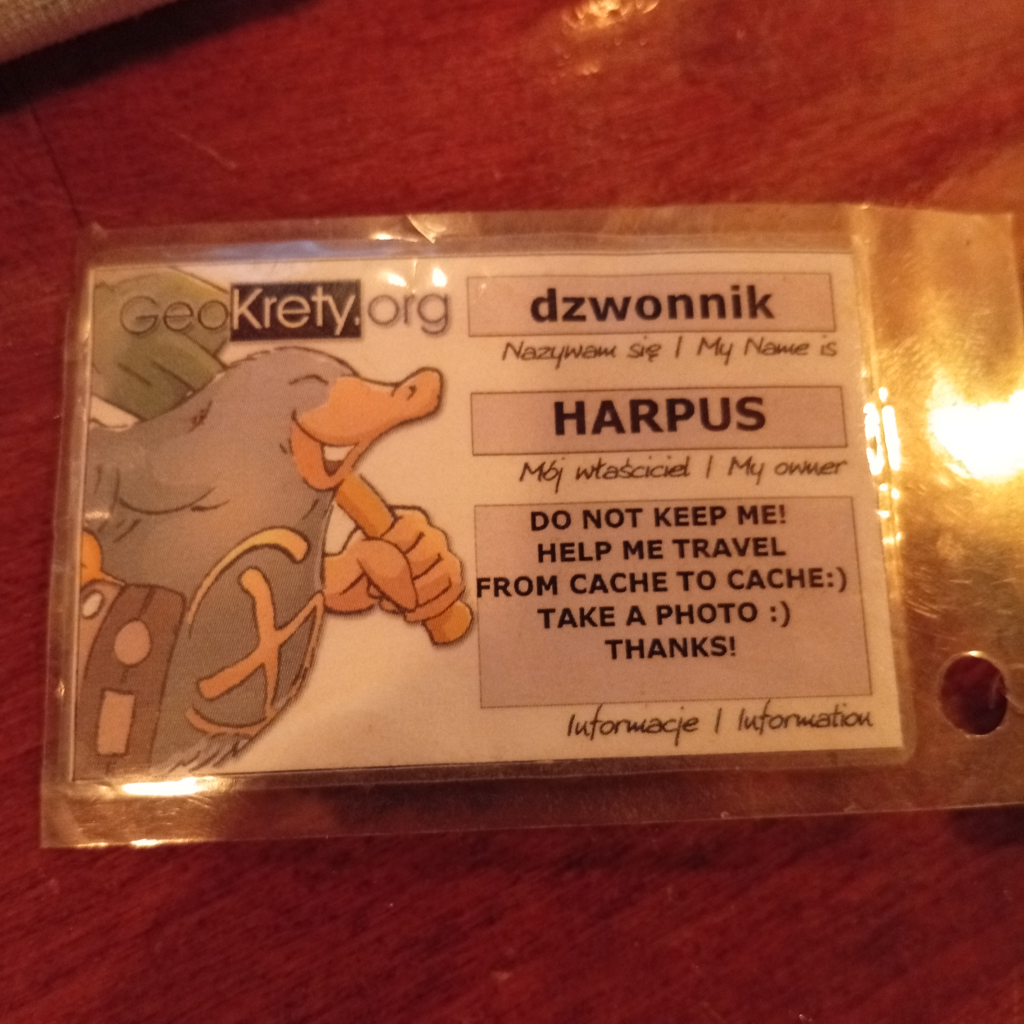 GeoKrety.org
dzwonnik
Nazywam się | My Name is
HARPUS
Mój właściciel | My owner
DO NOT KEEP ME!
HELP ME TRAVEL
FROM CACHE TO CACHE:)
TAKE A PHOTO :)
THANKS!
Informacje | Information